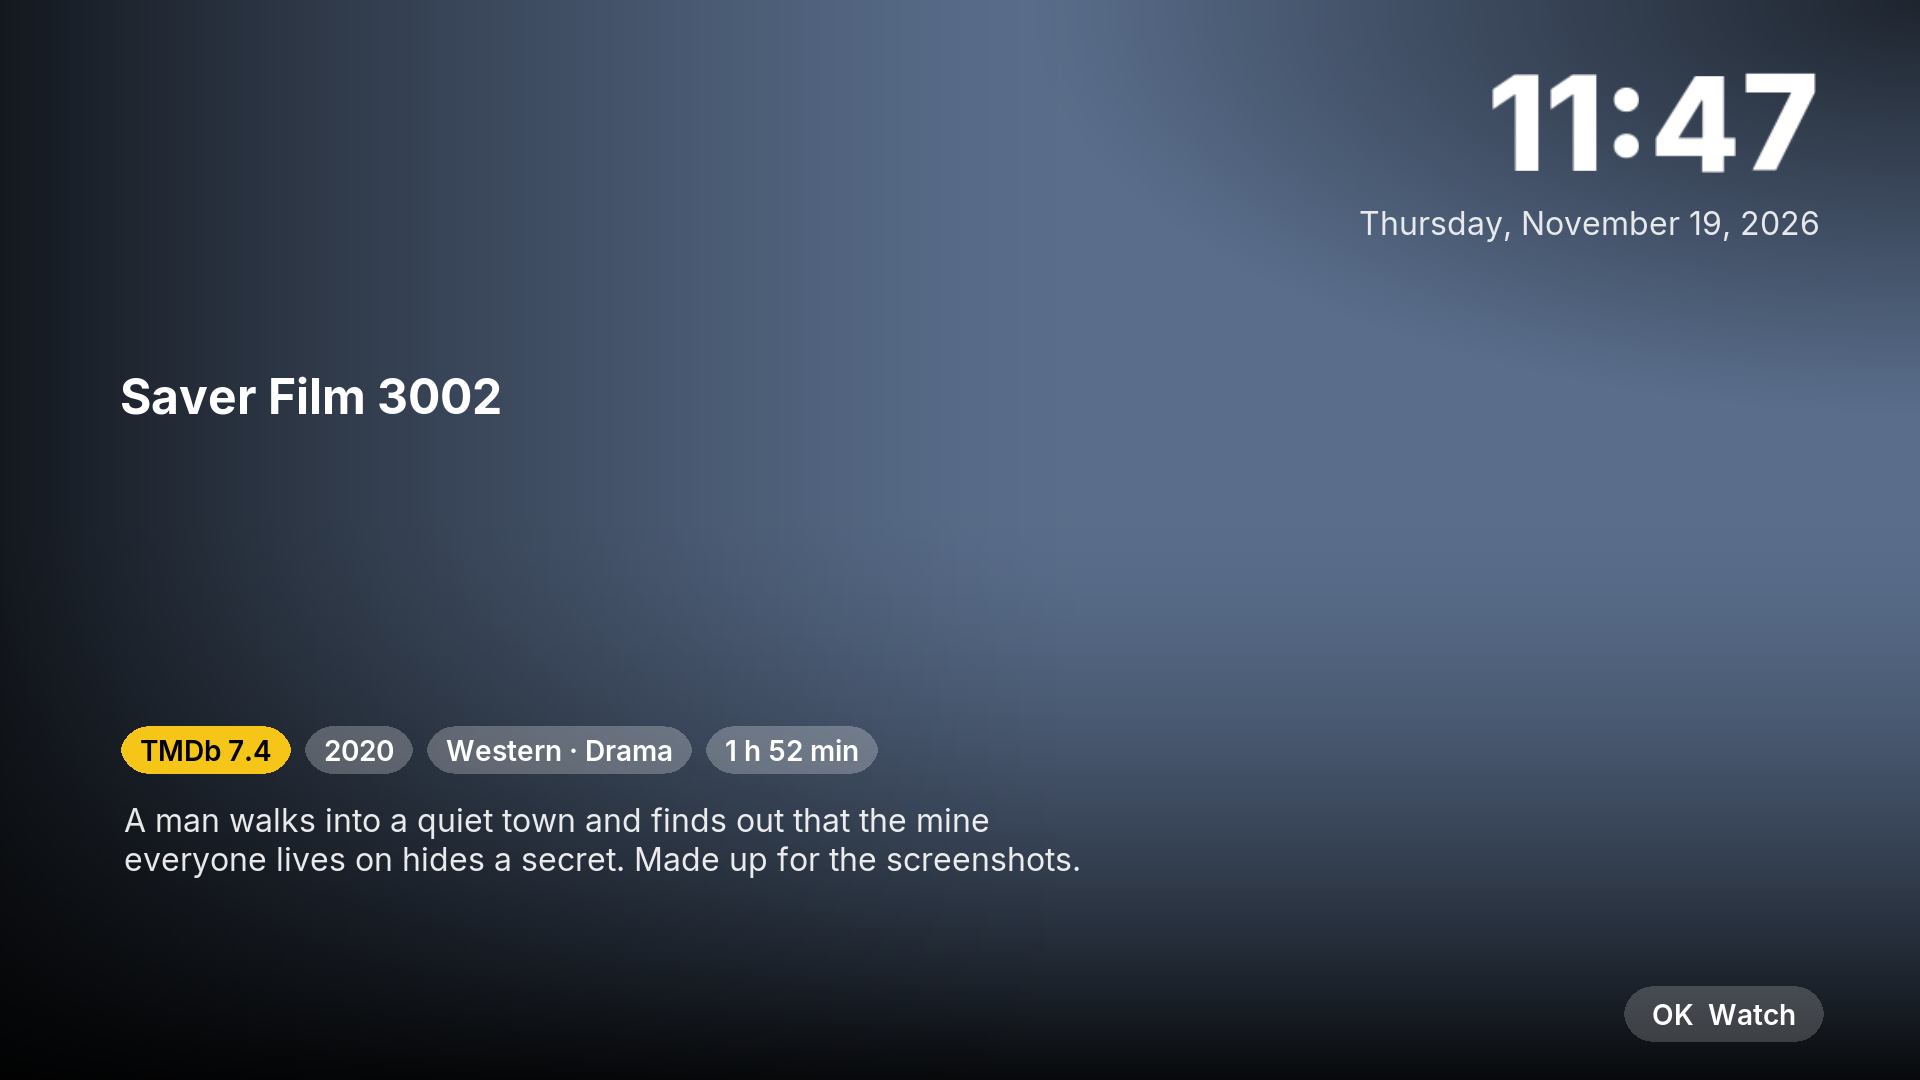 11:47
Thursday, November 19, 2026
Saver Film 3002
TMDb 7.4 2020 Western · Drama 1 h 52 min
A man walks into a quiet town and finds out that the mine
everyone lives on hides a secret. Made up for the screenshots.
OK Watch